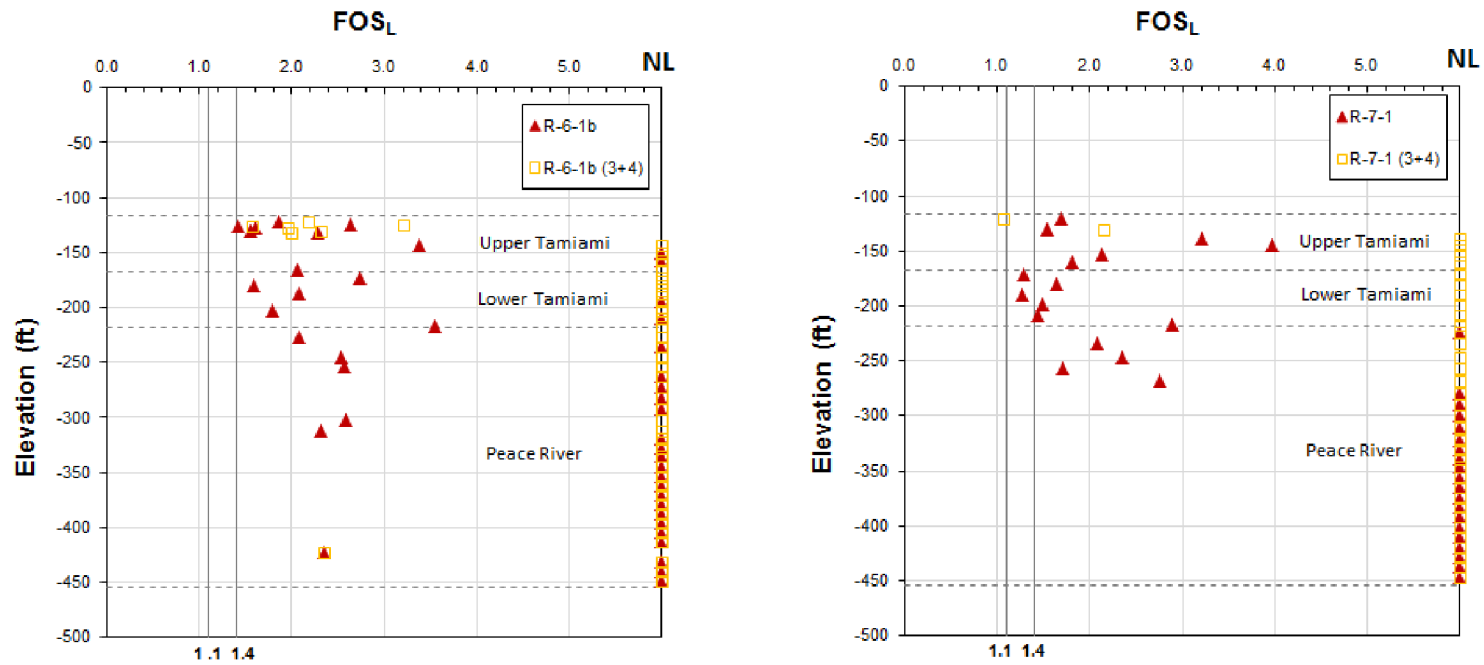 FOSL
0.0 1.0 2.0 3.0 4.0 5.0 NL
0
-50
-100
-150
-200
-250
-300
-350
-400
-450
-500
Elevation (ft)
R-6-1b
R-6-1b (3+4)
Upper Tamiami
Lower Tamiami
Peace River
1.1 1.4
FOSL
0.0 1.0 2.0 3.0 4.0 5.0 NL
0
-50
-100
-150
-200
-250
-300
-350
-400
-450
-500
Elevation (ft)
R-7-1
R-7-1 (3+4)
Upper Tamiami
Lower Tamiami
Peace River
1.1 1.4